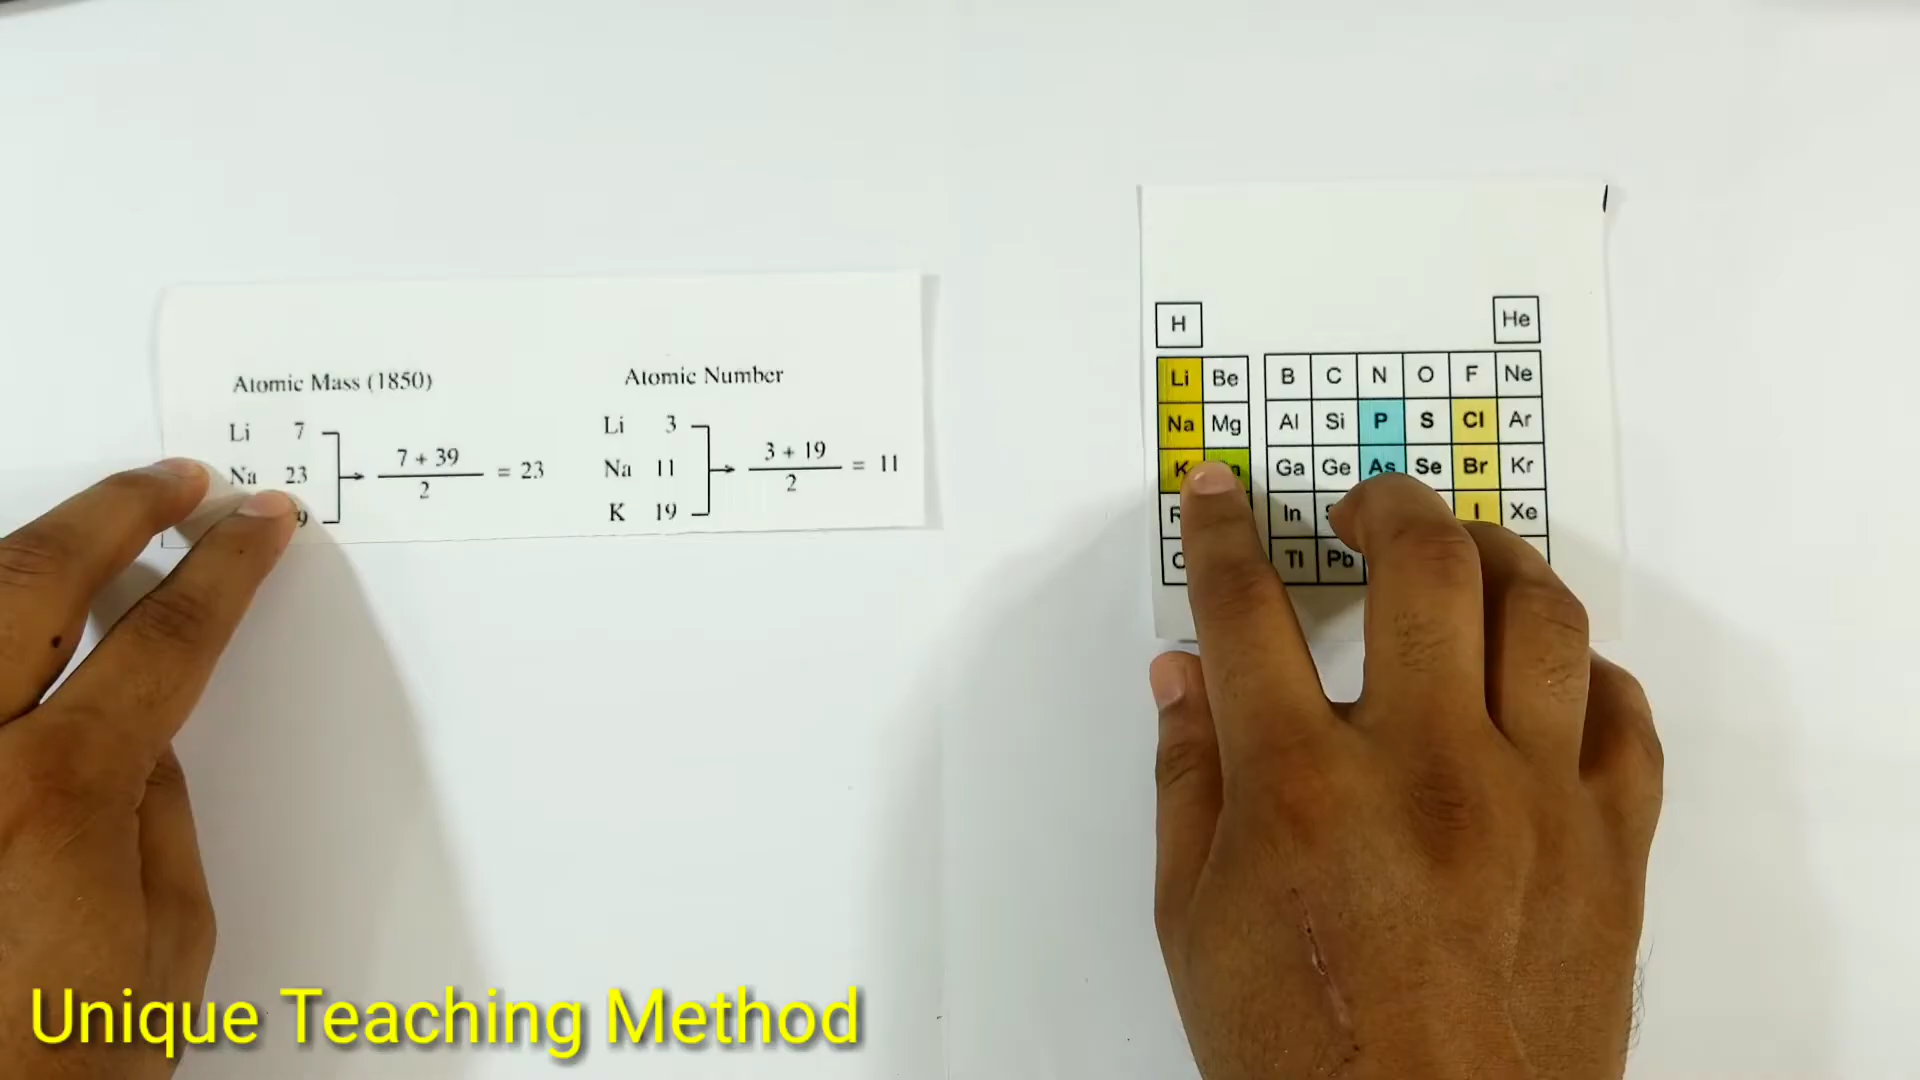 Atomic Mass (1850)
Li 7
Na 23
9
7 + 39
2
= 23
Atomic Number
Li 3
Na 11
K 19
3 + 19
2
= 11
H He
Li Be B C N O F Ne
Na Mg Al Si P S Cl Ar
K Ga Ge As Se Br Kr
In I Xe
Tl Pb
Unique Teaching Method